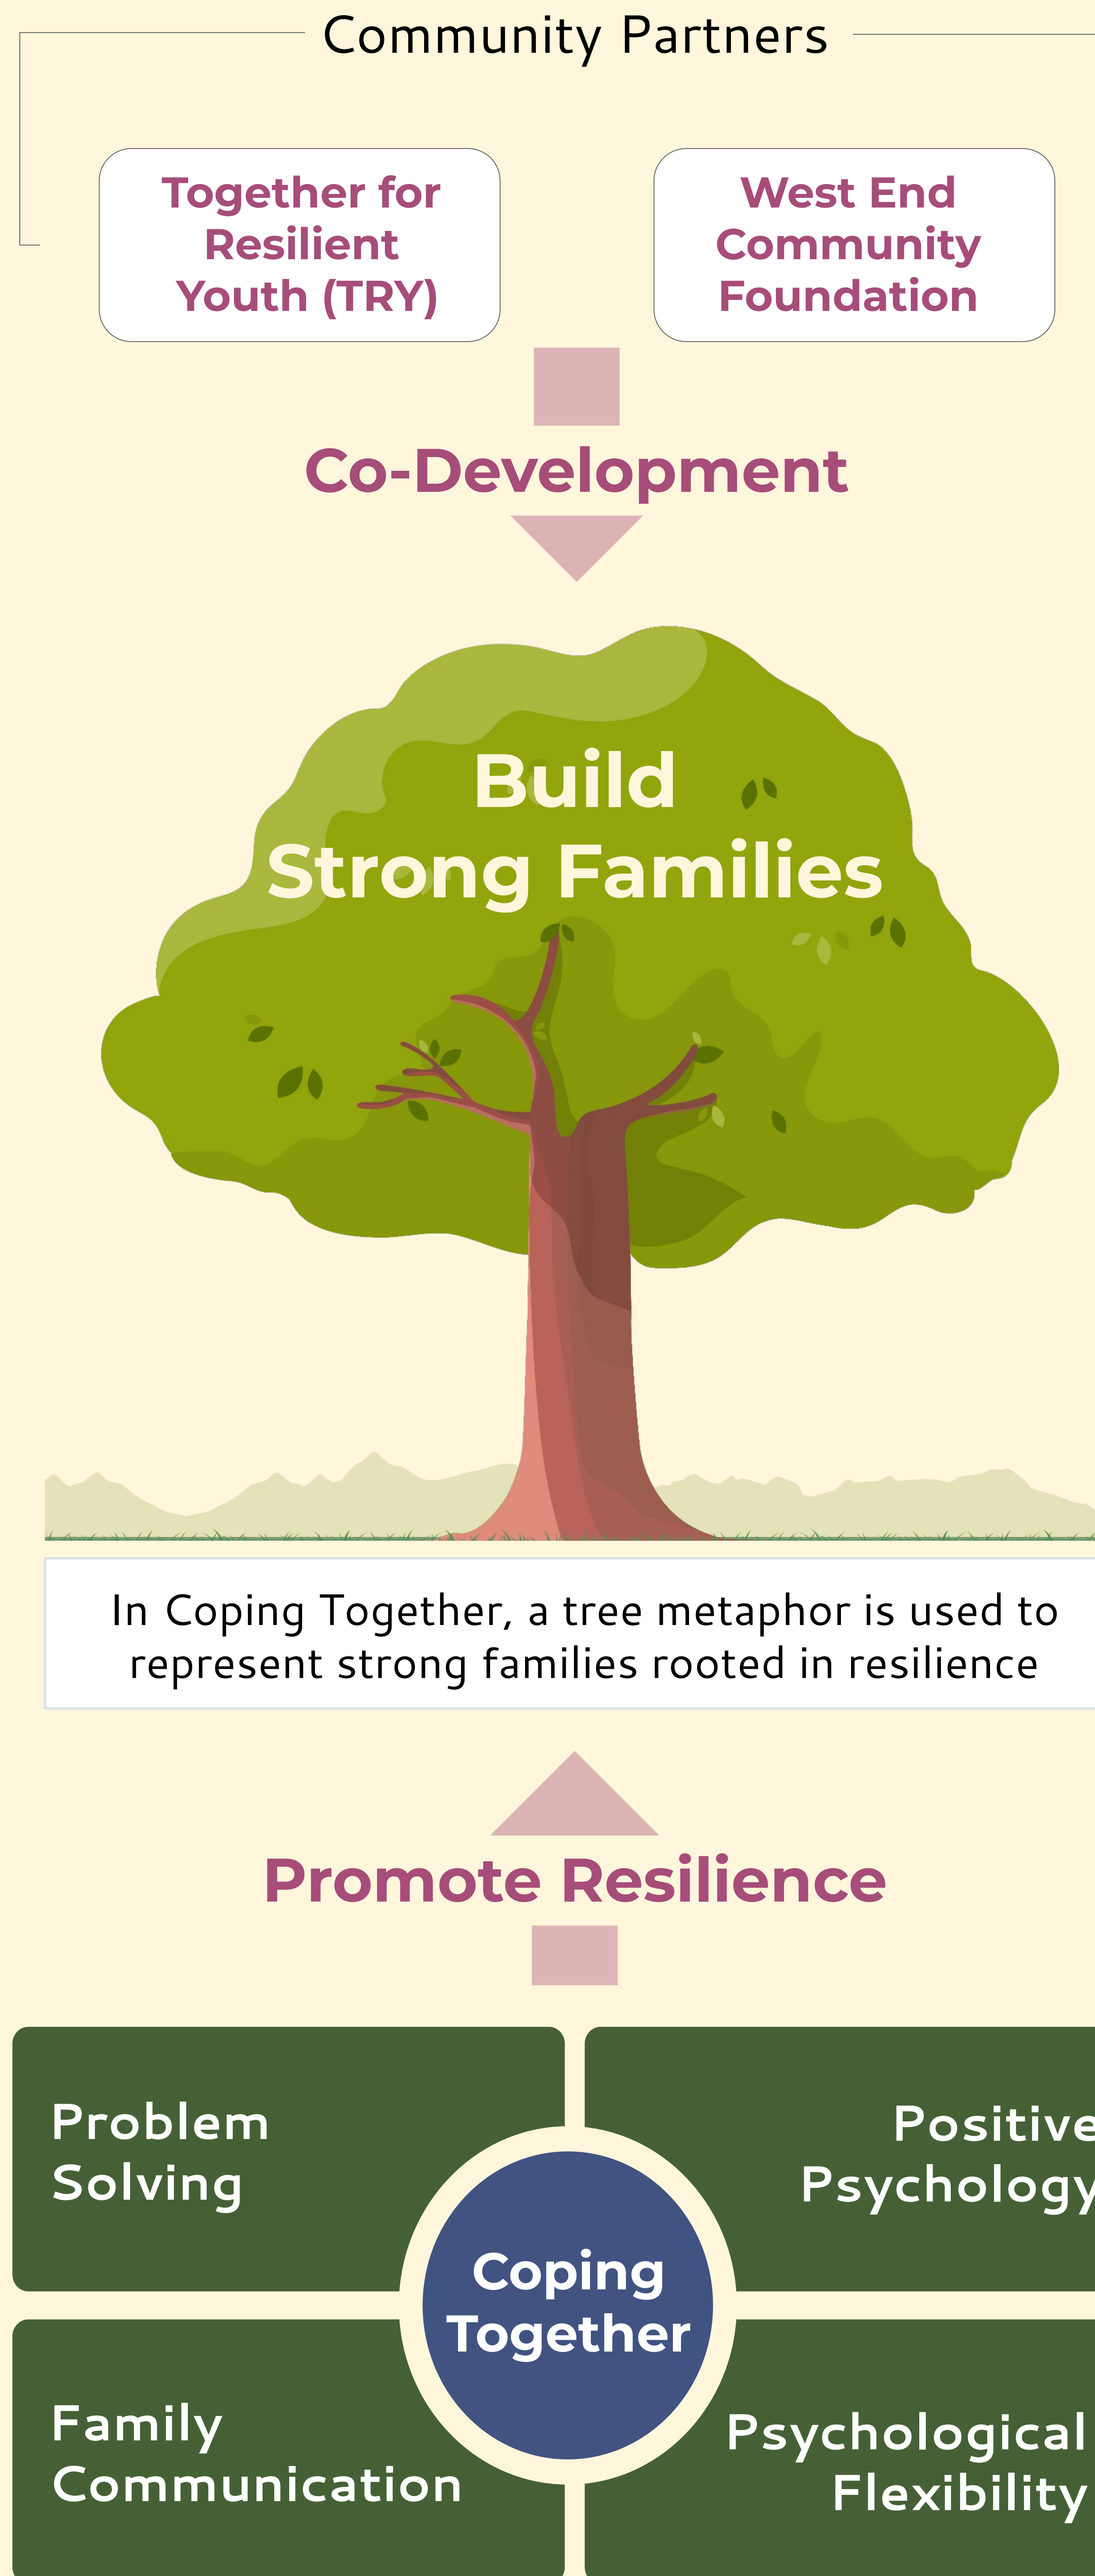 Community Partners
Together for
Resilient
Youth (TRY)
West End
Community
Foundation
Co-Development
Build
Strong Families
In Coping Together, a tree metaphor is used to
represent strong families rooted in resilience
Promote Resilience
Problem
Solving
Positive
Psychology
Coping
Together
Family
Communication
Psychological
Flexibility